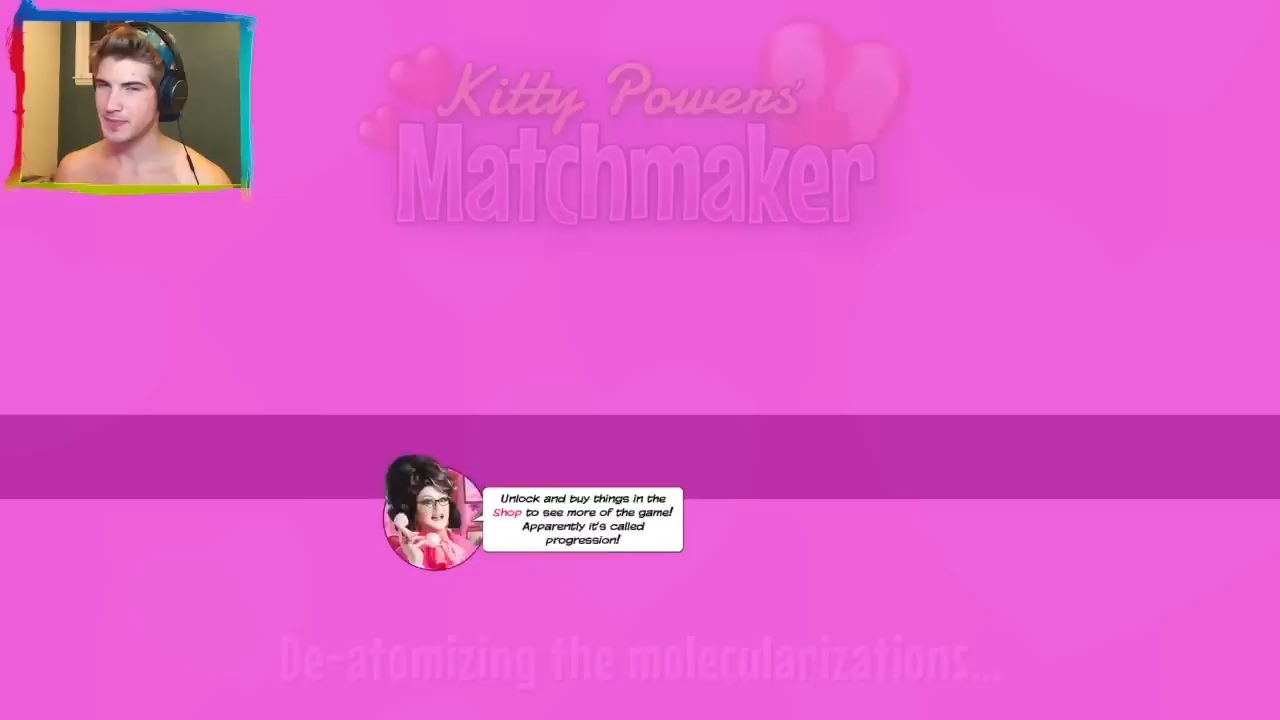 Kitty Powers'
Matchmaker
Unlock and buy things in the
Shop to see more of the game!
Apparently it's called
progression!
De-atomizing the molecularizations...